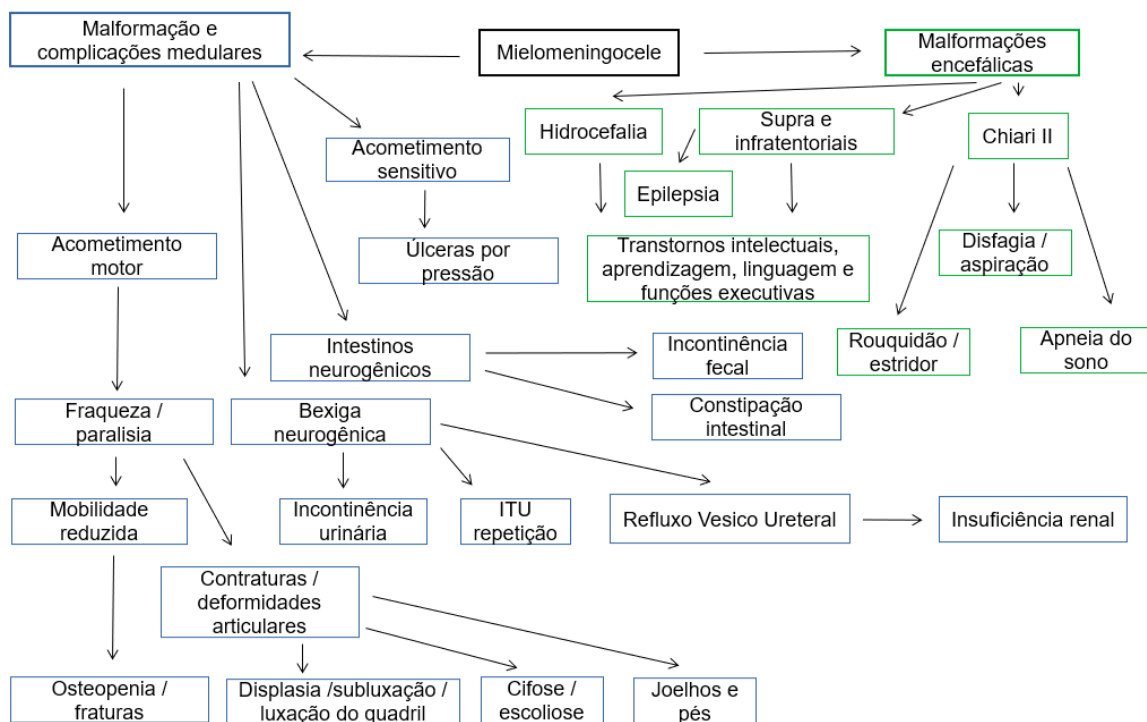 Malformação e
complicações medulares
Mielomeningocele
Malformações
encefálicas
Hidrocefalia
Supra e
infratentoriais
Chiari II
Acometimento
sensitivo
Epilepsia
Acometimento
motor
Úlceras por
pressão
Transtornos intelectuais,
aprendizagem, linguagem e
funções executivas
Disfagia /
aspiração
Intestinos
neurogênicos
Incontinência
fecal
Rouquidão /
estridor
Apneia do
sono
Fraqueza /
paralisia
Bexiga
neurogênica
Constipação
intestinal
Mobilidade
reduzida
Incontinência
urinária
ITU
repetição
Refluxo Vesico Ureteral
Insuficiência renal
Contraturas /
deformidades
articulares
Osteopenia /
fraturas
Displasia /subluxação /
luxação do quadril
Cifose /
escoliose
Joelhos e
pés